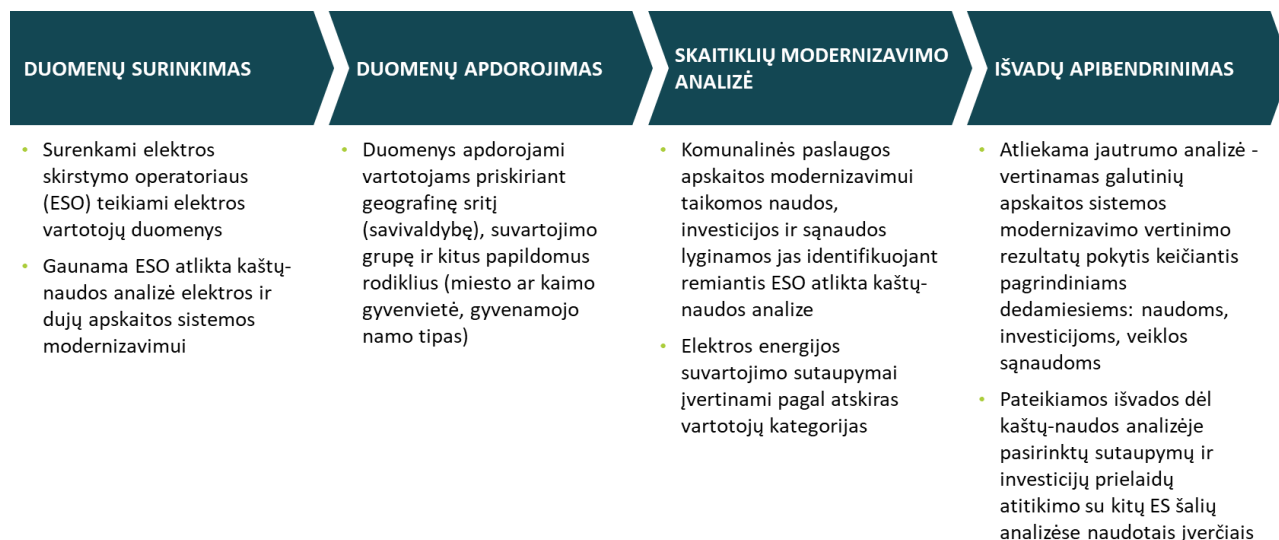 DUOMENŲ SURINKIMAS
• Surenkami elektros
skirstymo operatoriaus
(ESO) teikiami elektros
vartotojų duomenys
• Gaunama ESO atlikta kaštų-
naudos analizė elektros ir
dujų apskaitos sistemos
modernizavimui
DUOMENŲ APDOROJIMAS
• Duomenys apdorojami
vartotojams priskiriant
geografinę sritį
(savivaldybę), suvartojimo
grupę ir kitus papildomus
rodiklius (miesto ar kaimo
gyvenvietė, gyvenamojo
namo tipas)
SKAITIKLIŲ MODERNIZAVIMO
ANALIZĖ
• Komunalinės paslaugos
apskaitos modernizavimui
taikomos naudos,
investicijos ir sąnaudos
lyginamos jas identifikuojant
remiantis ESO atlikta kaštų-
naudos analize
• Elektros energijos
suvartojimo sutaupymai
įvertinami pagal atskiras
vartotojų kategorijas
IŠVADŲ APIBENDRINIMAS
• Atliekama jautrumo analizė -
vertinamas galutinių
apskaitos sistemos
modernizavimo vertinimo
rezultatų pokytis keičiantis
pagrindiniams
dedamiesiems: naudoms,
investicijoms, veiklos
sąnaudoms
• Pateikiamos išvados dėl
kaštų-naudos analizėje
pasirinktų sutaupymų ir
investicijų prielaidų
atitikimo su kitų ES šalių
analizėse naudotais įverčiais